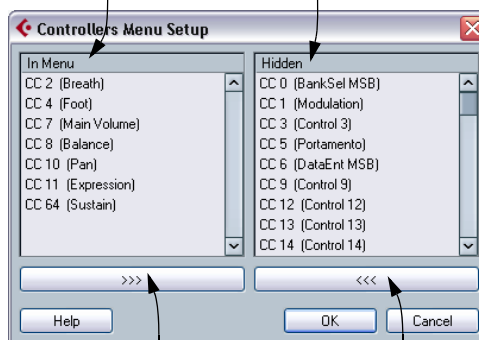 Controllers Menu Setup
In Menu
CC 2 (Breath)
CC 4 (Foot)
CC 7 (Main Volume)
CC 8 (Balance)
CC 10 (Pan)
CC 11 (Expression)
CC 64 (Sustain)
>>>
Hidden
CC 0 (BankSel MSB)
CC 1 (Modulation)
CC 3 (Control 3)
CC 5 (Portamento)
CC 6 (DataEnt MSB)
CC 9 (Control 9)
CC 12 (Control 12)
CC 13 (Control 13)
CC 14 (Control 14)
<<<
Help
OK
Cancel